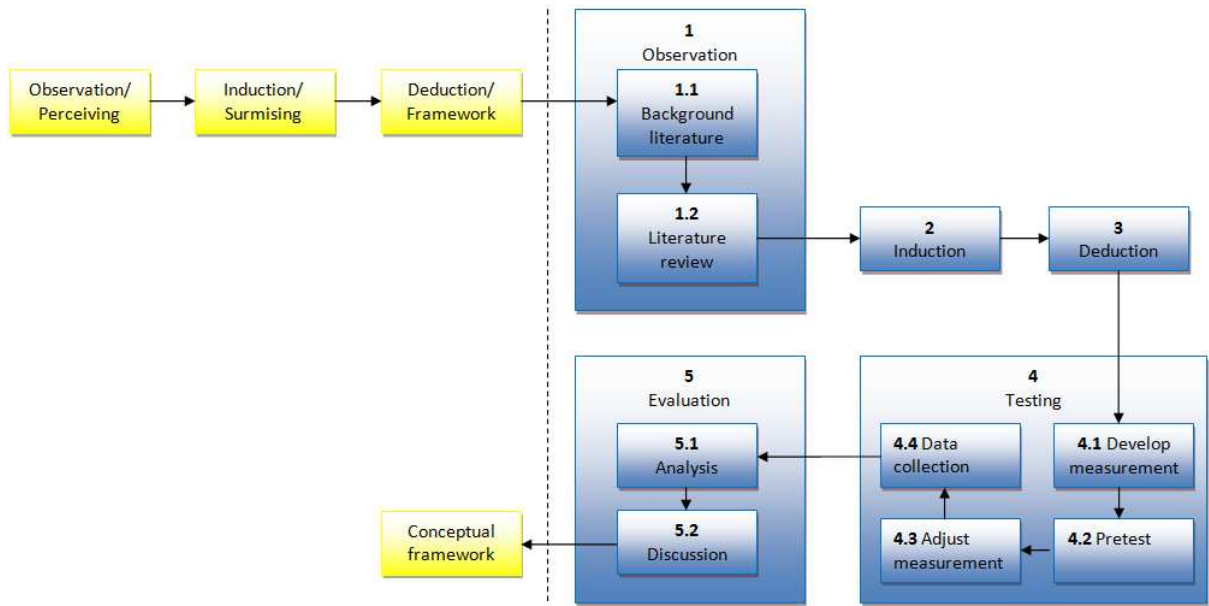 Observation/
Perceiving
Induction/
Surmising
Deduction/
Framework
1
Observation
1.1
Background
literature
1.2
Literature
review
2
Induction
3
Deduction
4
Testing
4.1 Develop
measurement
4.2 Pretest
4.3 Adjust
measurement
4.4 Data
collection
5
Evaluation
5.1
Analysis
5.2
Discussion
Conceptual
framework